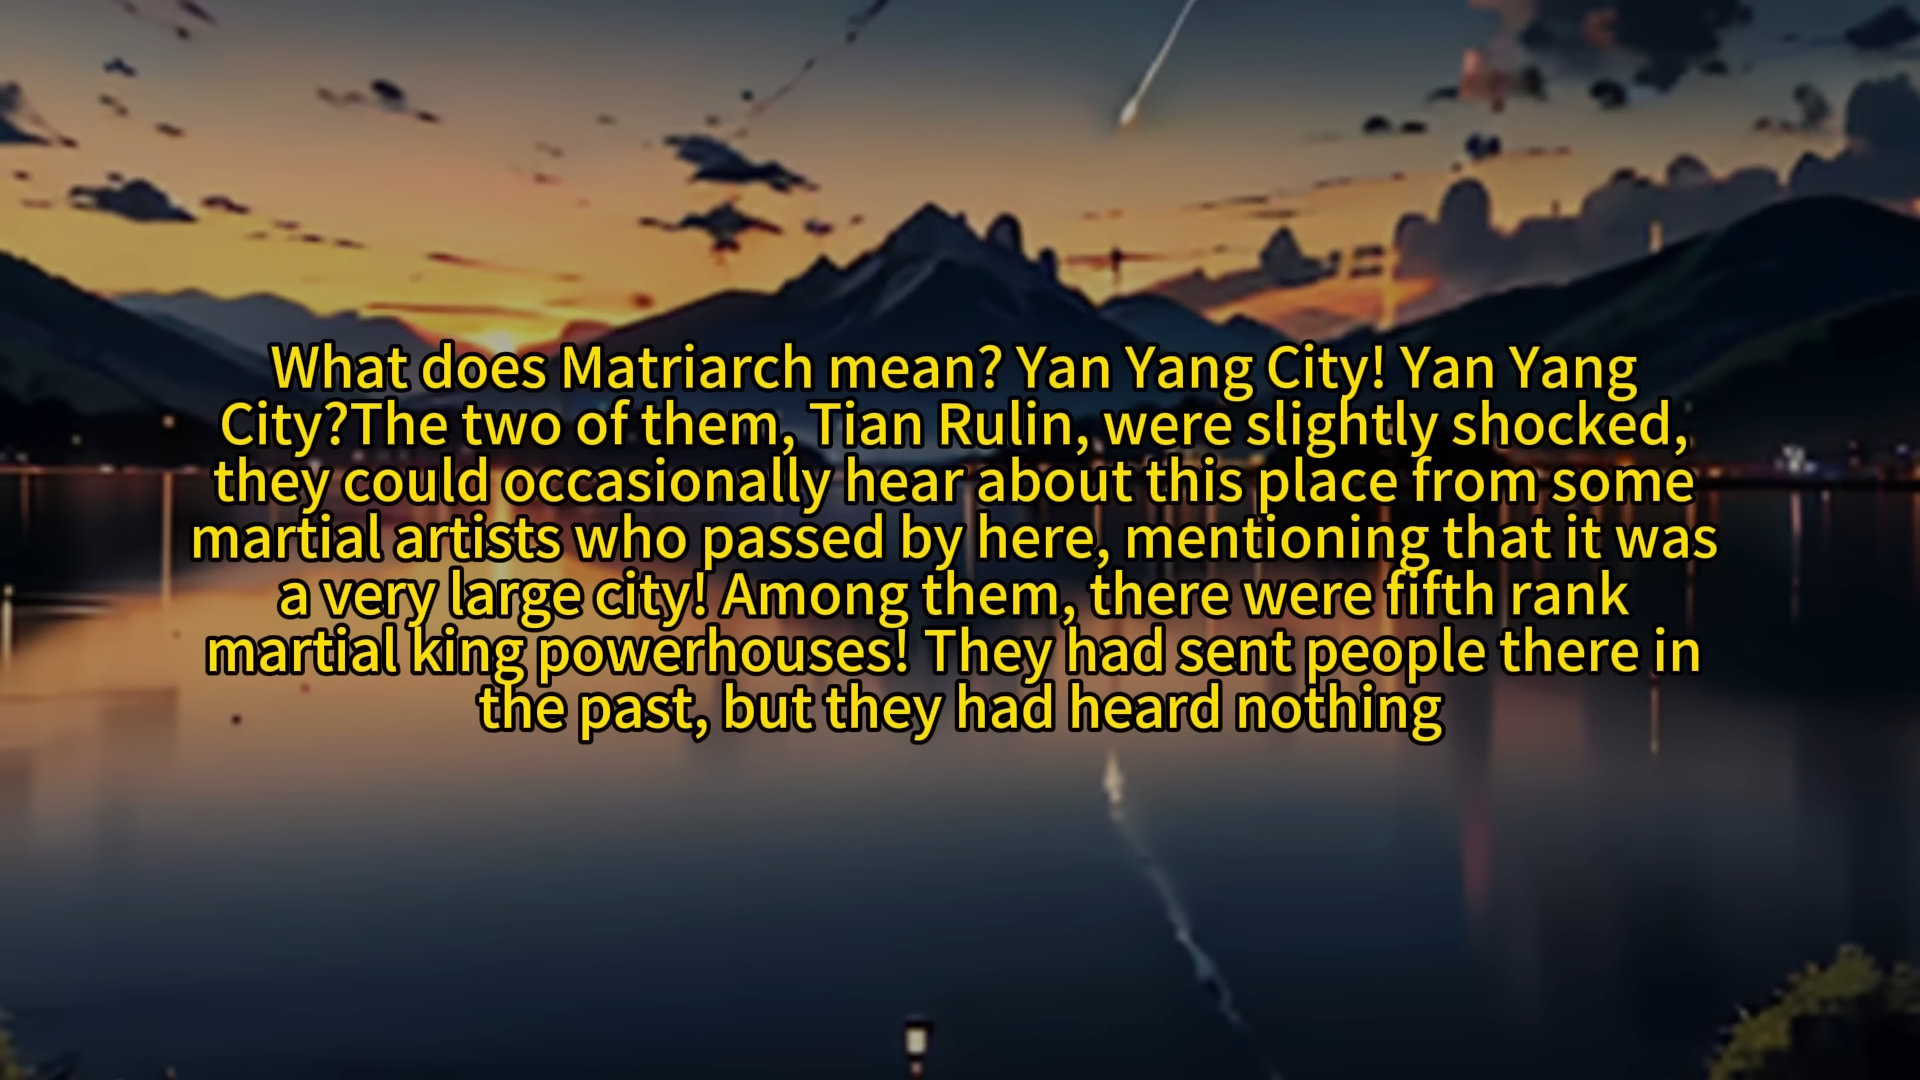 What does Matriarch mean? Yan Yang City! Yan Yang
City?The two of them, Tian Rulin, were slightly shocked,
they could occasionally hear about this place from some
martial artists who passed by here, mentioning that it was
a very large city! Among them, there were fifth rank
martial king powerhouses! They had sent people there in
the past, but they had heard nothing